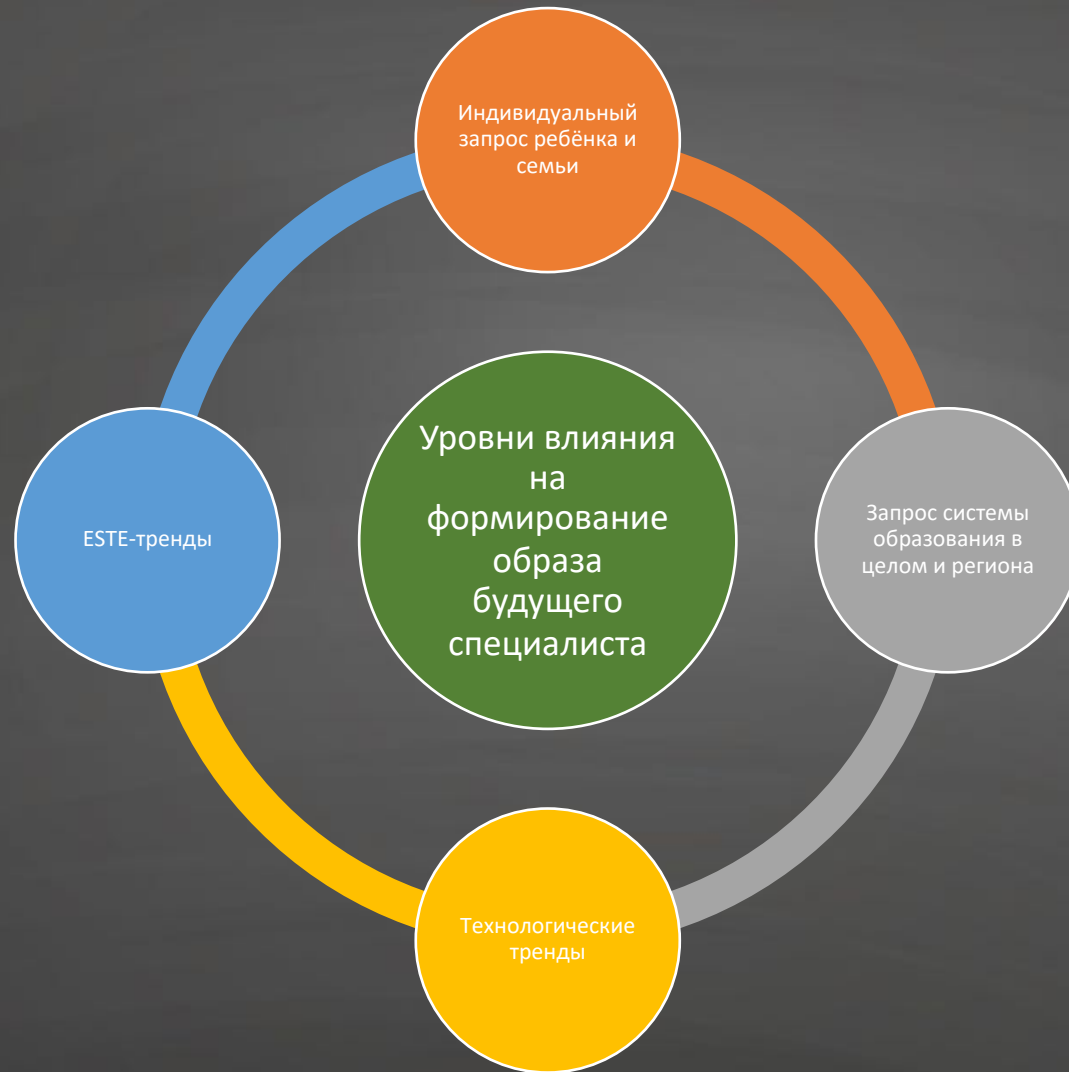 Индивидуальный
запрос ребёнка и
семьи
Уровни влияния
на
формирование
образа
будущего
специалиста
ESTE-тренды
Запрос системы
образования в
целом и региона
Технологические
тренды